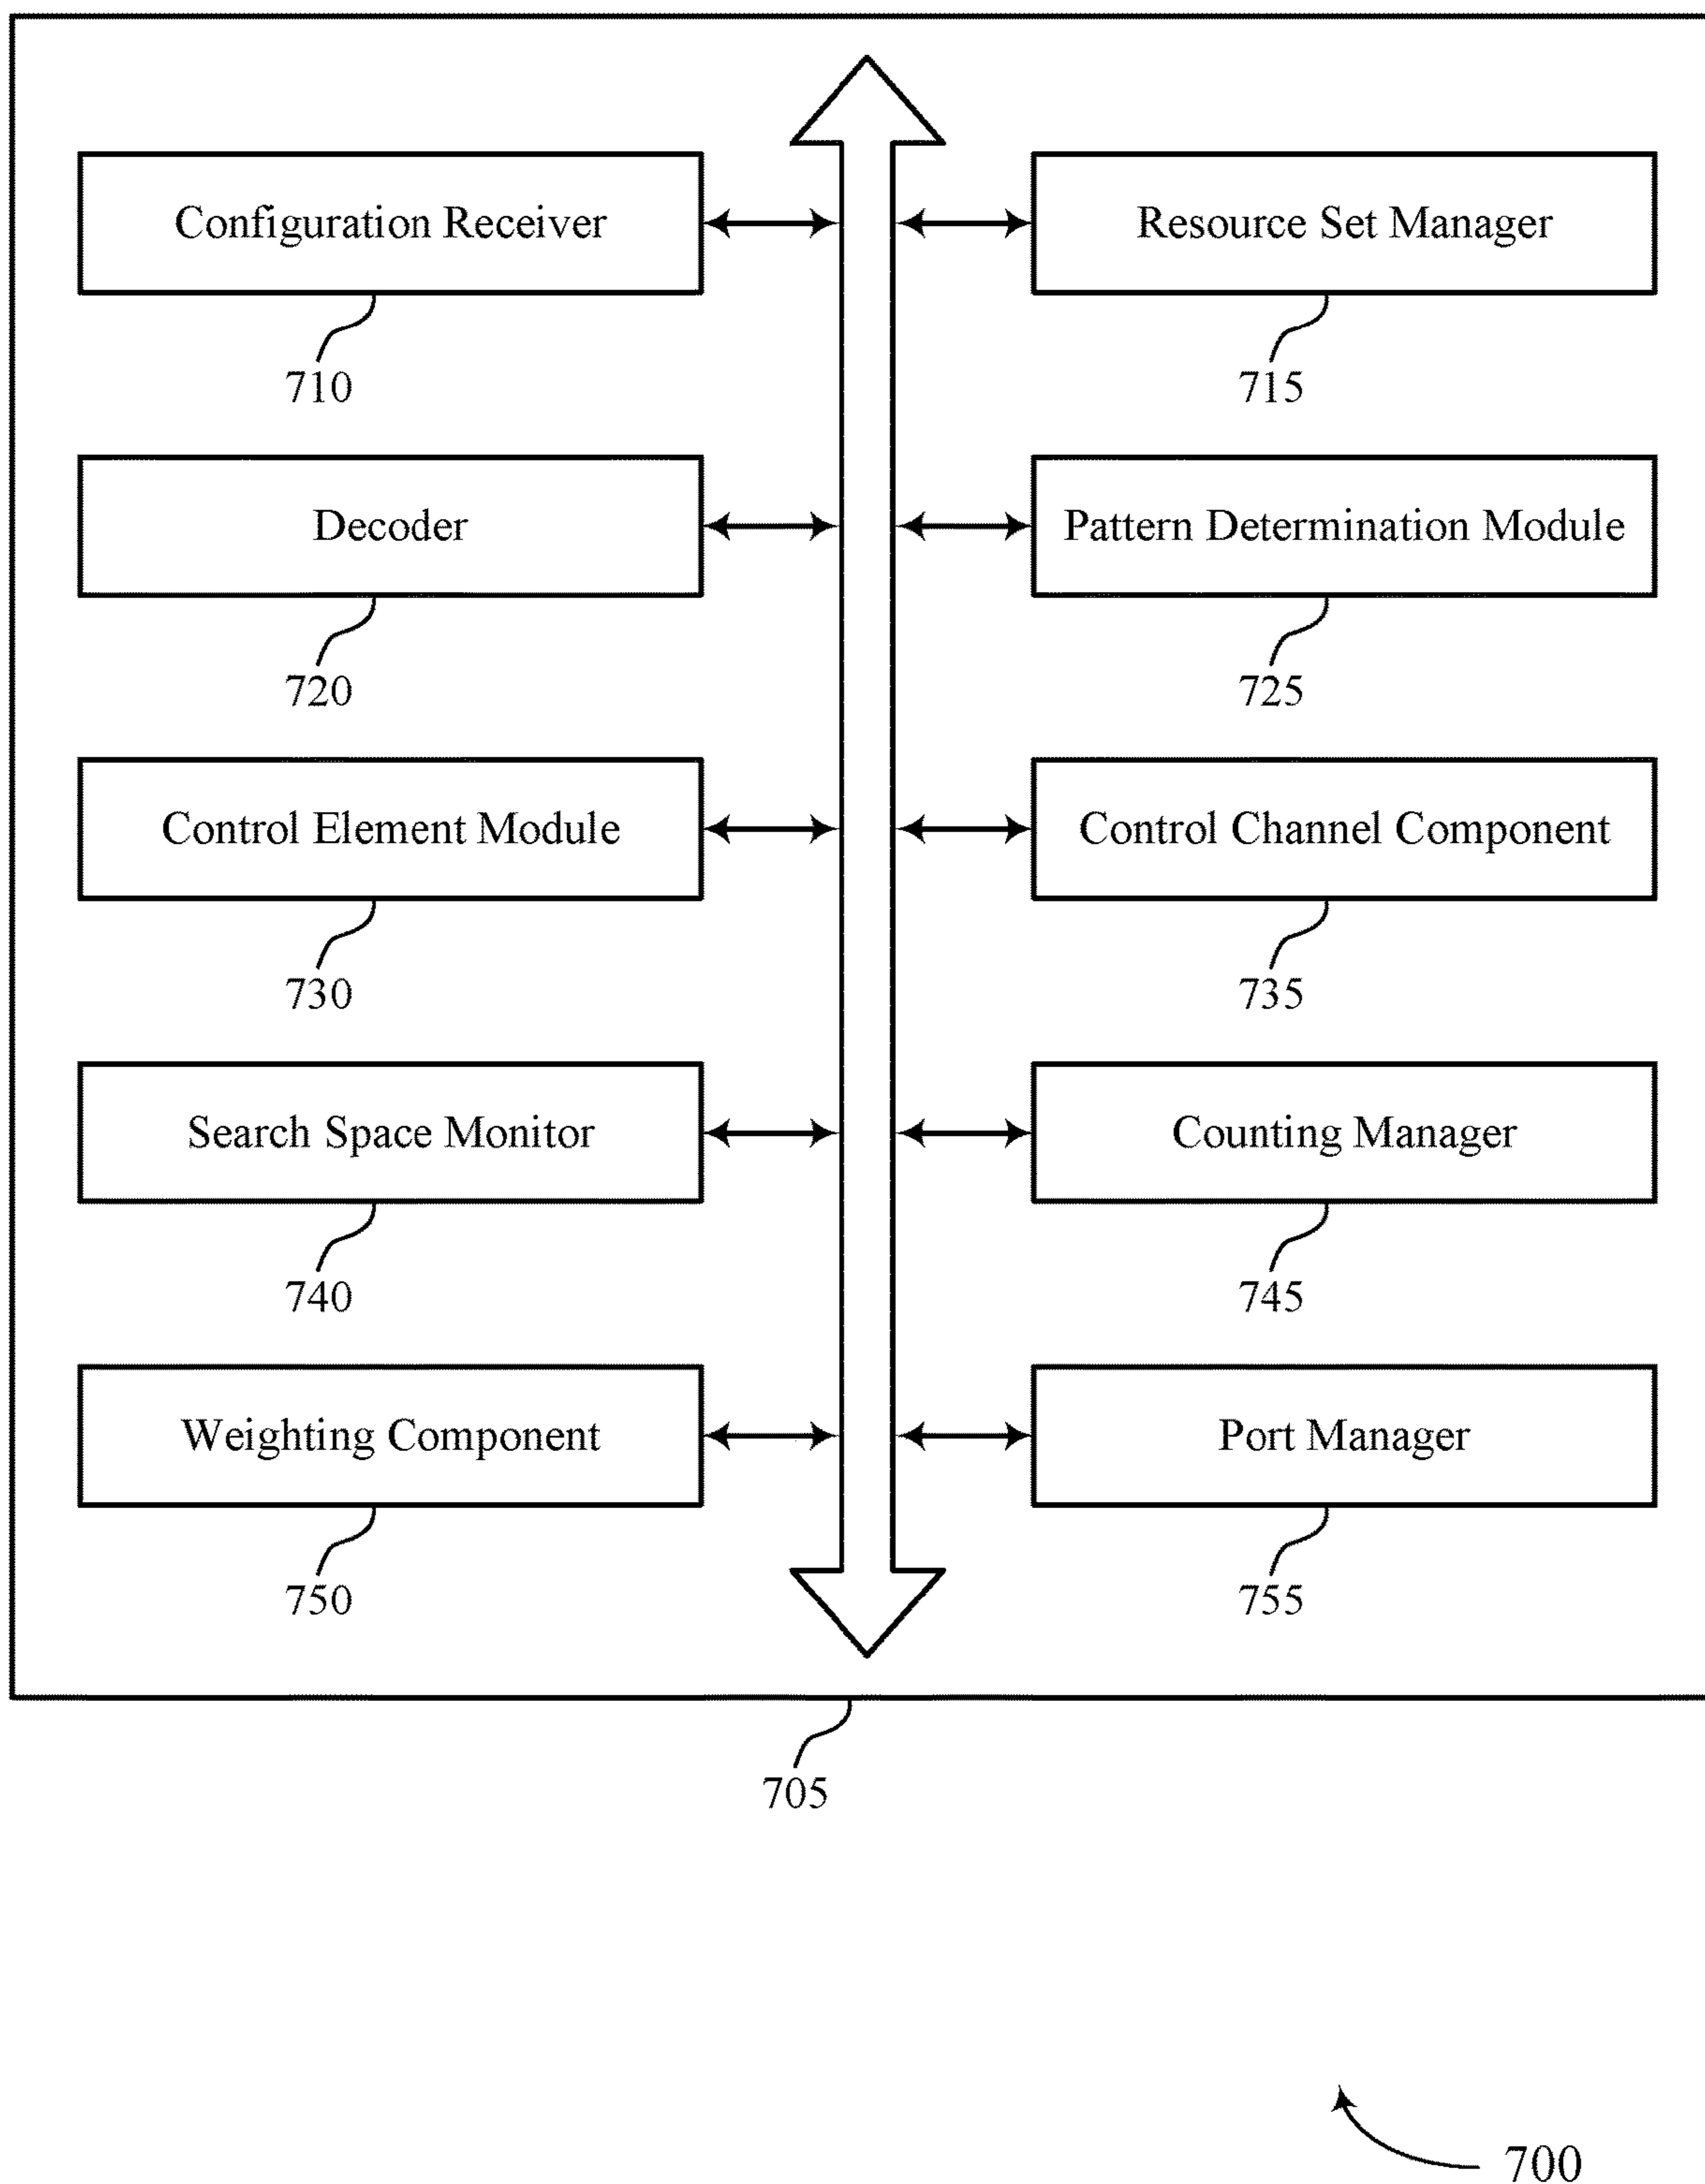 Configuration Receiver
Resource Set Manager
710
715
Decoder
Pattern Determination Module
720
725
Control Element Module
Control Channel Component
730
735
Search Space Monitor
Counting Manager
740
745
Weighting Component
Port Manager
750
755
705
700